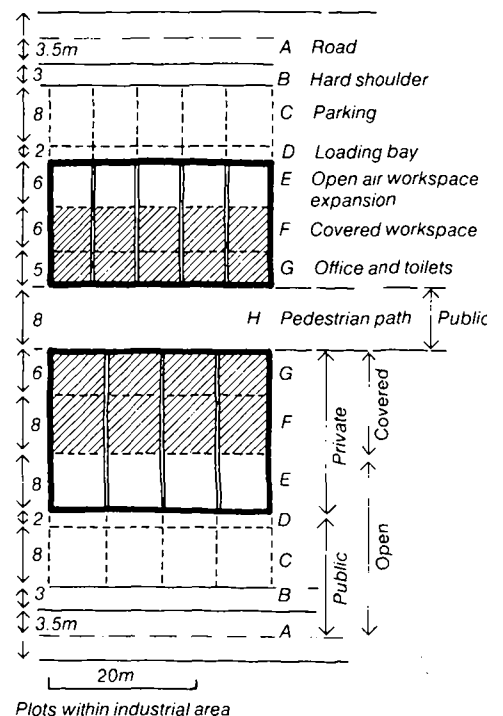 3.5m A Road
3 B Hard shoulder
8 C Parking
2 D Loading bay
6 E Open air workspace
expansion
6 F Covered workspace
5 G Office and toilets
8 H Pedestrian path Public
6 G
8 F Private Covered
8 E
2 D
8 C Public Open
3 B
3.5m A
20m
Plots within industrial area